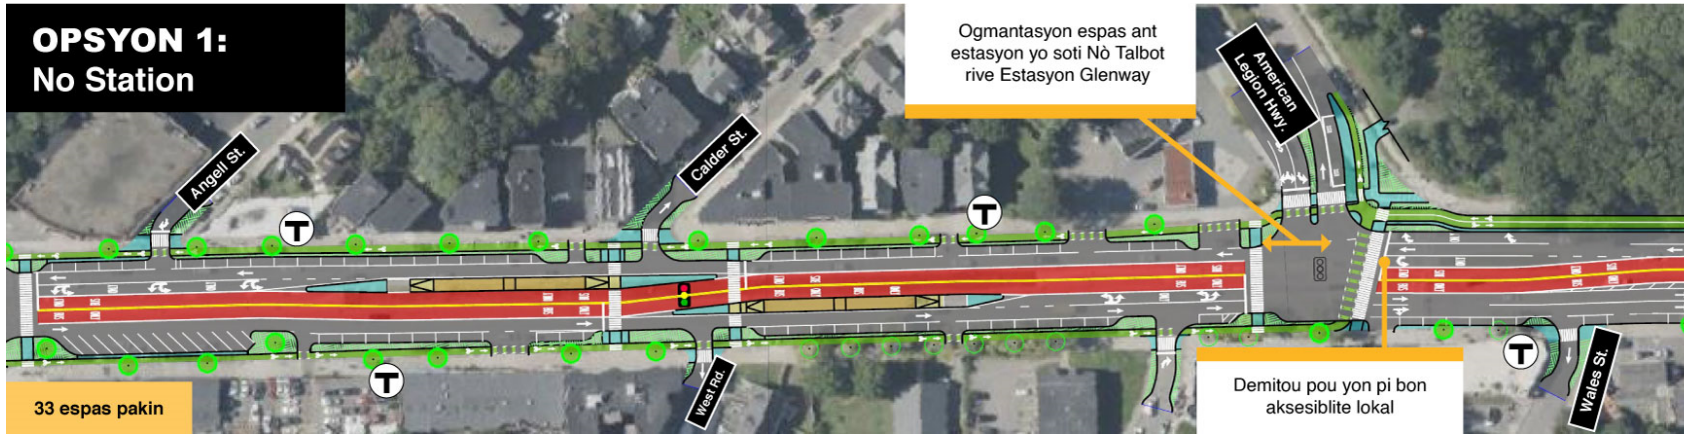 OPSYON 1:
No Station
Ogmantasyon espas ant
estasyon yo soti Nò Talbot
rive Estasyon Glenway
American
Legion Hwy.
Angell St.
Calder St.
T
T
T
T
West Rd.
Wales St.
33 espas pakin
Demitou pou yon pi bon
aksesiblite lokal